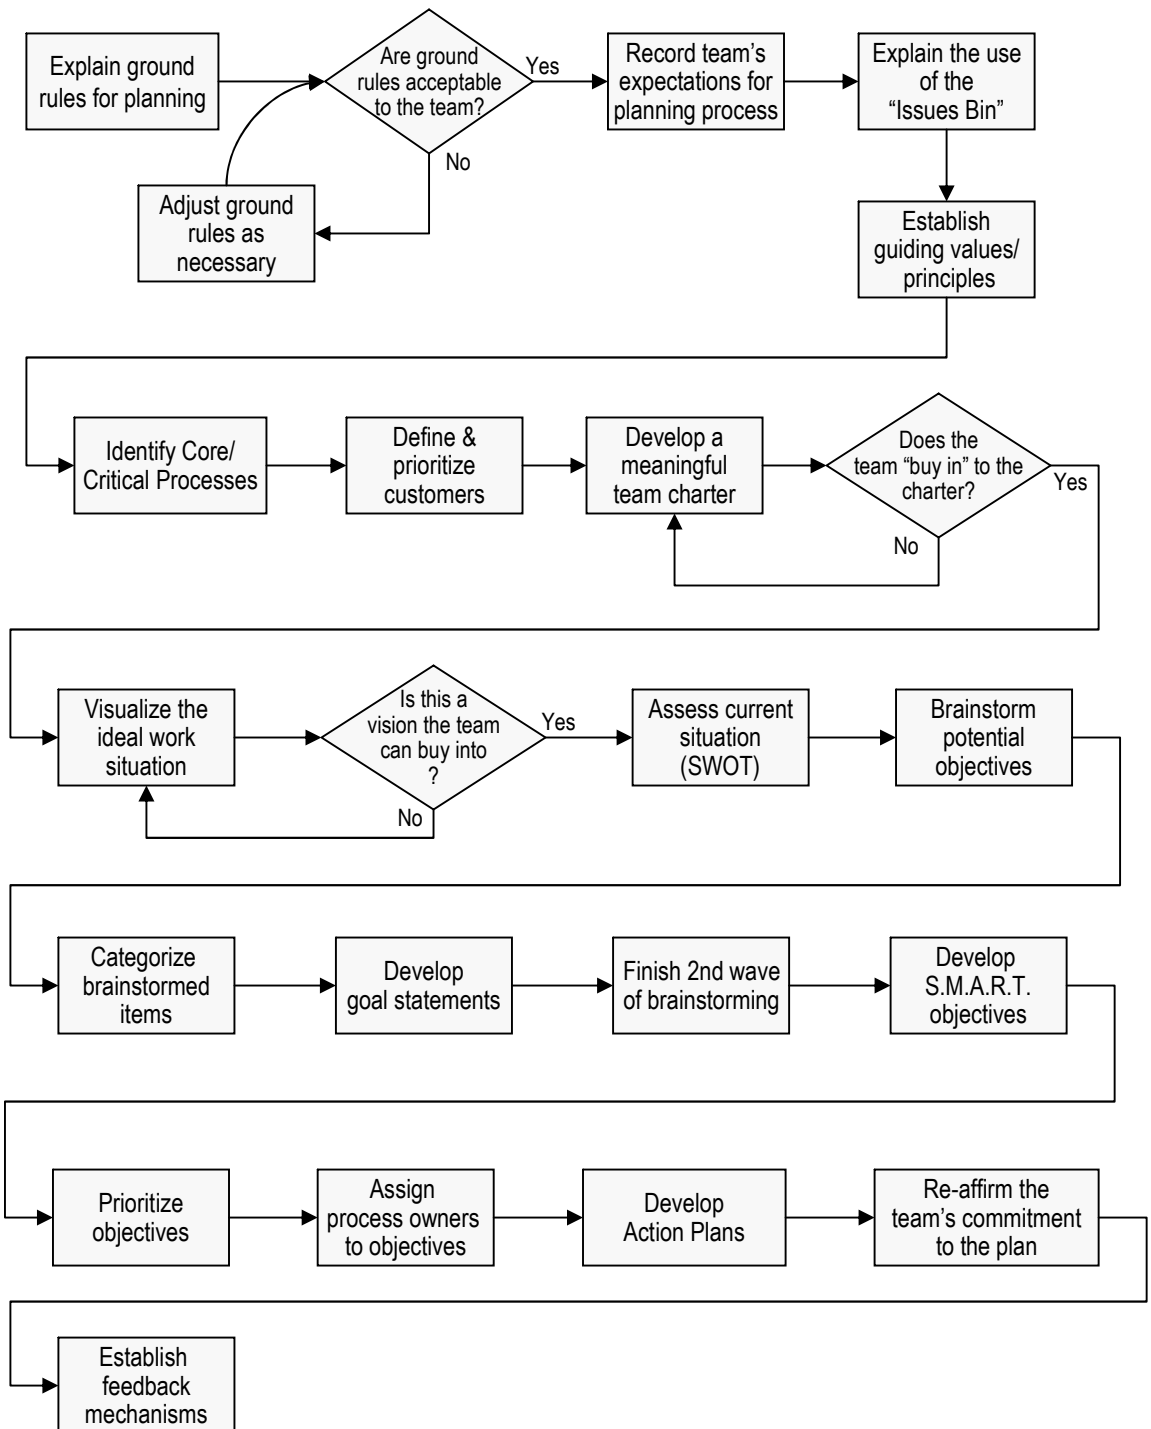 Explain ground
rules for planning
Are ground
rules acceptable
to the team?
Yes
No
Adjust ground
rules as
necessary
Record team’s
expectations for
planning process
Explain the use
of the
“Issues Bin”
Establish
guiding values/
principles
Identify Core/
Critical Processes
Define &
prioritize
customers
Develop a
meaningful
team charter
Does the
team “buy in” to the
charter?
Yes
No
Visualize the
ideal work
situation
Is this a
vision the team
can buy into
?
Yes
No
Assess current
situation
(SWOT)
Brainstorm
potential
objectives
Categorize
brainstormed
items
Develop
goal statements
Finish 2nd wave
of brainstorming
Develop
S.M.A.R.T.
objectives
Prioritize
objectives
Assign
process owners
to objectives
Develop
Action Plans
Re-affirm the
team’s commitment
to the plan
Establish
feedback
mechanisms